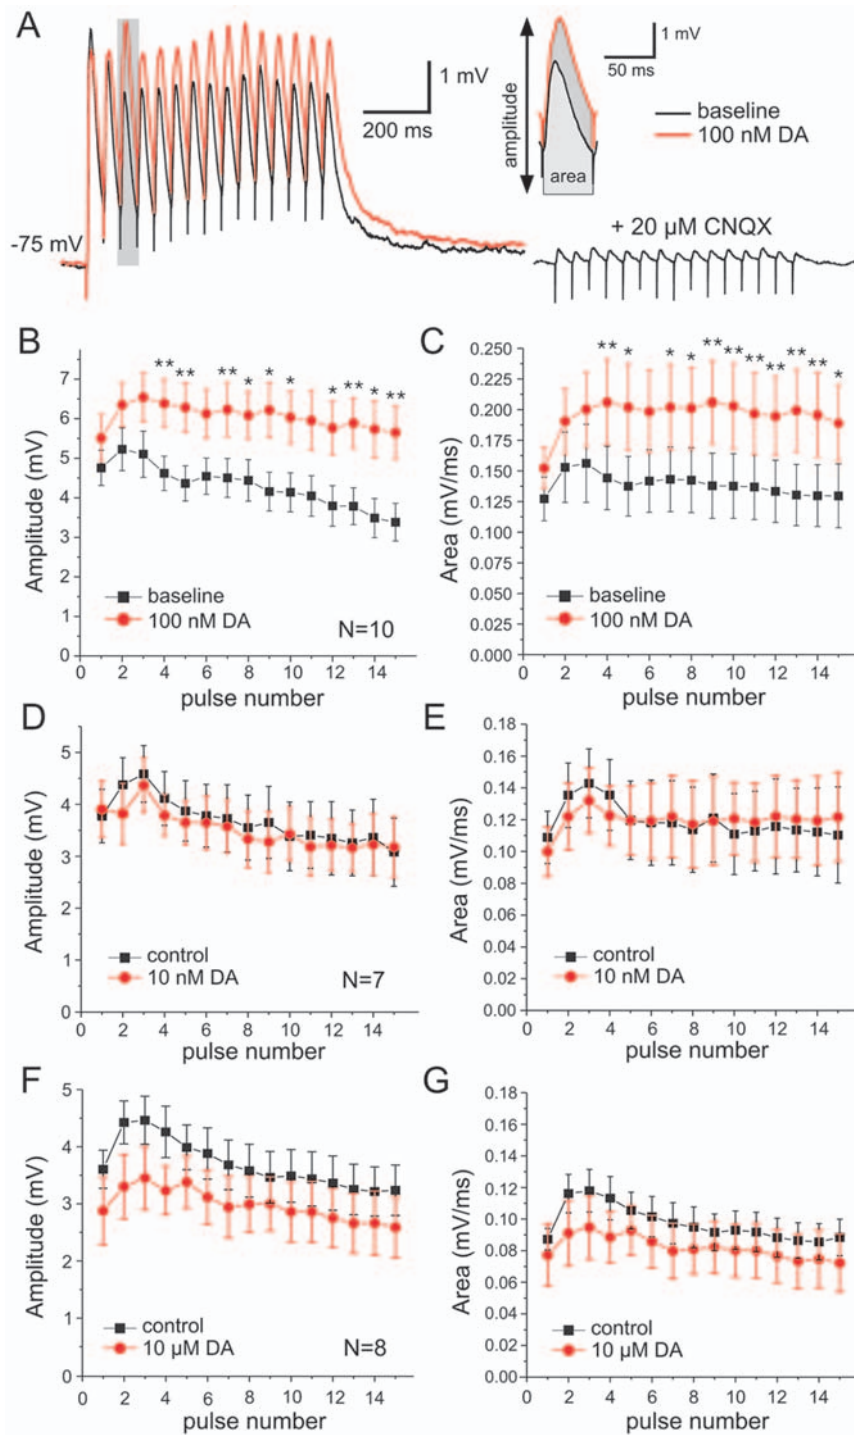 A
1 mV
200 ms
-75 mV
amplitude
area
1 mV
50 ms
baseline
100 nM DA
+ 20 µM CNQX
B
** ** ** * * * * ** * **
7
6
5
4
3
2
1
0
Amplitude (mV)
baseline
100 nM DA
N=10
0 2 4 6 8 10 12 14
pulse number
C
** * * * ** ** ** ** ** ** *
0.250
0.225
0.200
0.175
0.150
0.125
0.100
0.075
0.050
0.025
0.000
Area (mV/ms)
baseline
100 nM DA
0 2 4 6 8 10 12 14
pulse number
D
5
4
3
2
1
0
Amplitude (mV)
control
10 nM DA
N=7
0 2 4 6 8 10 12 14
pulse number
E
0.18
0.16
0.14
0.12
0.10
0.08
0.06
0.04
0.02
0.00
Area (mV/ms)
control
10 nM DA
0 2 4 6 8 10 12 14
pulse number
F
5
4
3
2
1
0
Amplitude (mV)
control
10 µM DA
N=8
0 2 4 6 8 10 12 14
pulse number
G
0.18
0.16
0.14
0.12
0.10
0.08
0.06
0.04
0.02
0.00
Area (mV/ms)
control
10 µM DA
0 2 4 6 8 10 12 14
pulse number